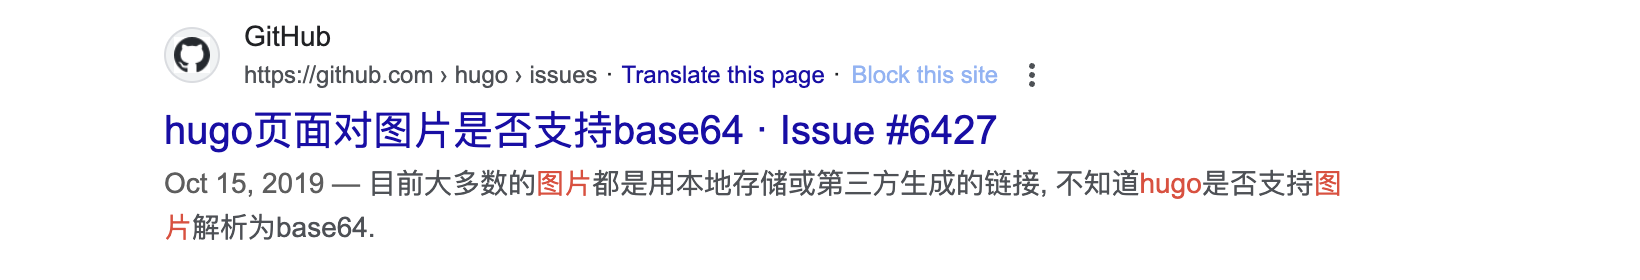 GitHub
https://github.com › hugo › issues · Translate this page · Block this site
hugo页面对图片是否支持base64 · Issue #6427
Oct 15, 2019 — 目前大多数的图片都是用本地存储或第三方生成的链接, 不知道hugo是否支持图
片解析为base64.